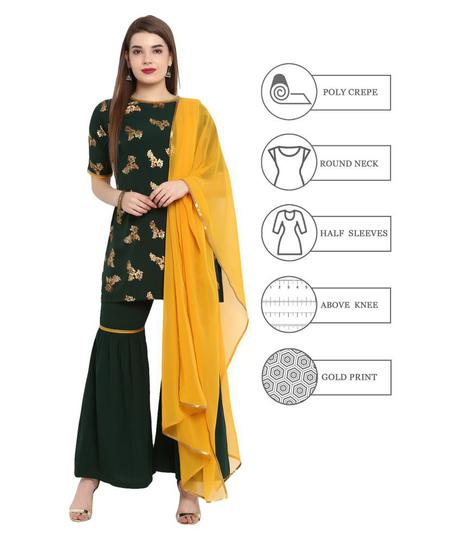 POLY CREPE
ROUND NECK
HALF SLEEVES
ABOVE KNEE
GOLD PRINT